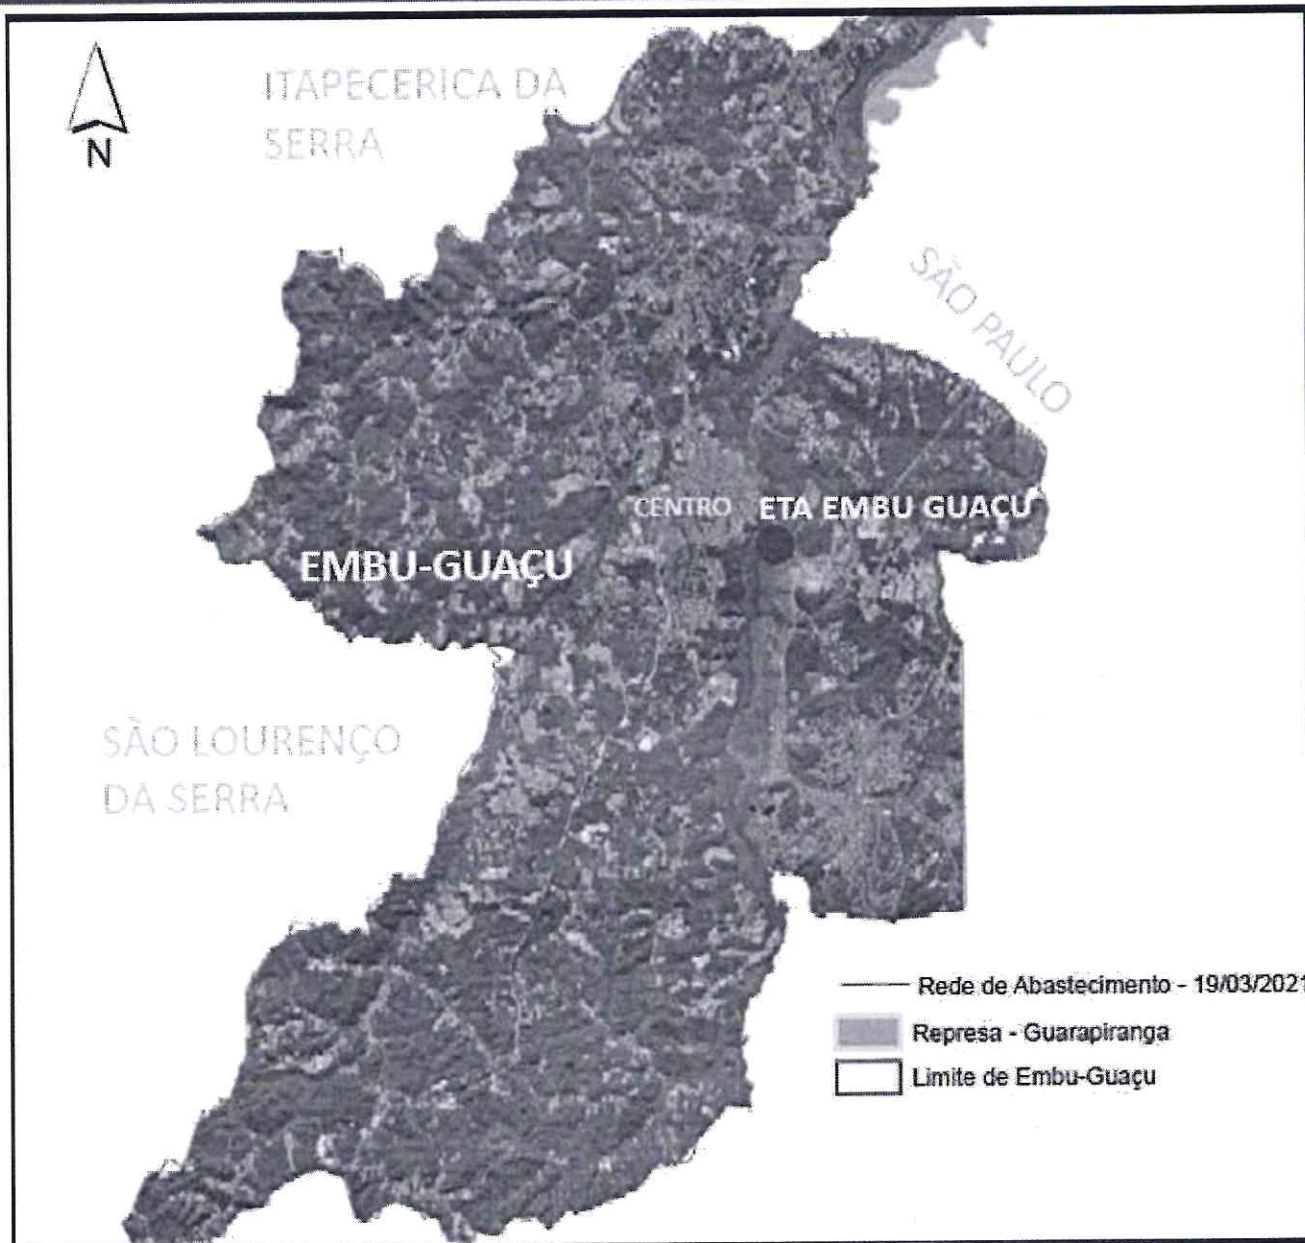 ITAPECERICA DA
SERRA
N
SÃO PAULO
CENTRO
ETA EMBU GUAÇU
EMBU-GUAÇU
SÃO LOURENÇO
DA SERRA
Rede de Abastecimento - 19/03/2021
Represa - Guarapiranga
Limite de Embu-Guaçu